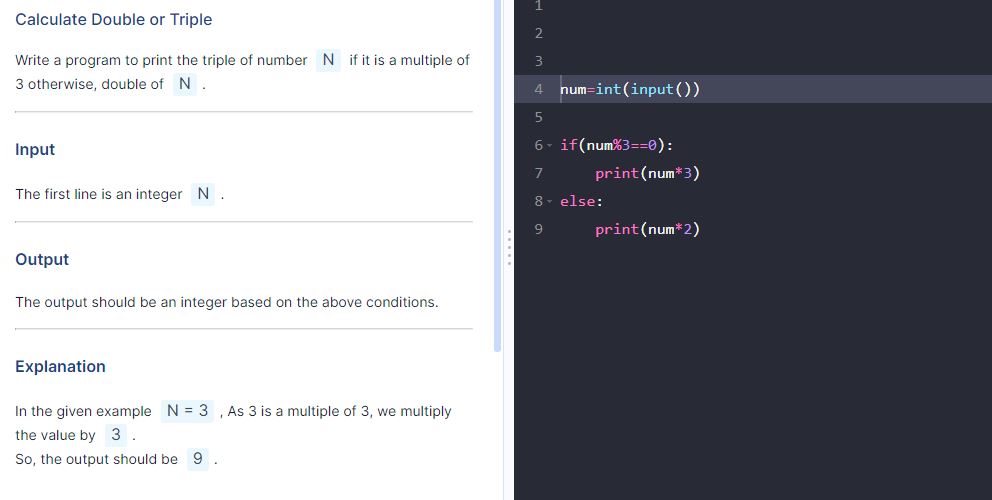 Calculate Double or Triple
Write a program to print the triple of number N if it is a multiple of
3 otherwise, double of N .
Input
The first line is an integer N .
Output
The output should be an integer based on the above conditions.
Explanation
In the given example N = 3 , As 3 is a multiple of 3, we multiply
the value by 3 .
So, the output should be 9 .
1
2
3
4 num=int(input())
5
6 if(num%3==0):
7     print(num*3)
8 else:
9     print(num*2)